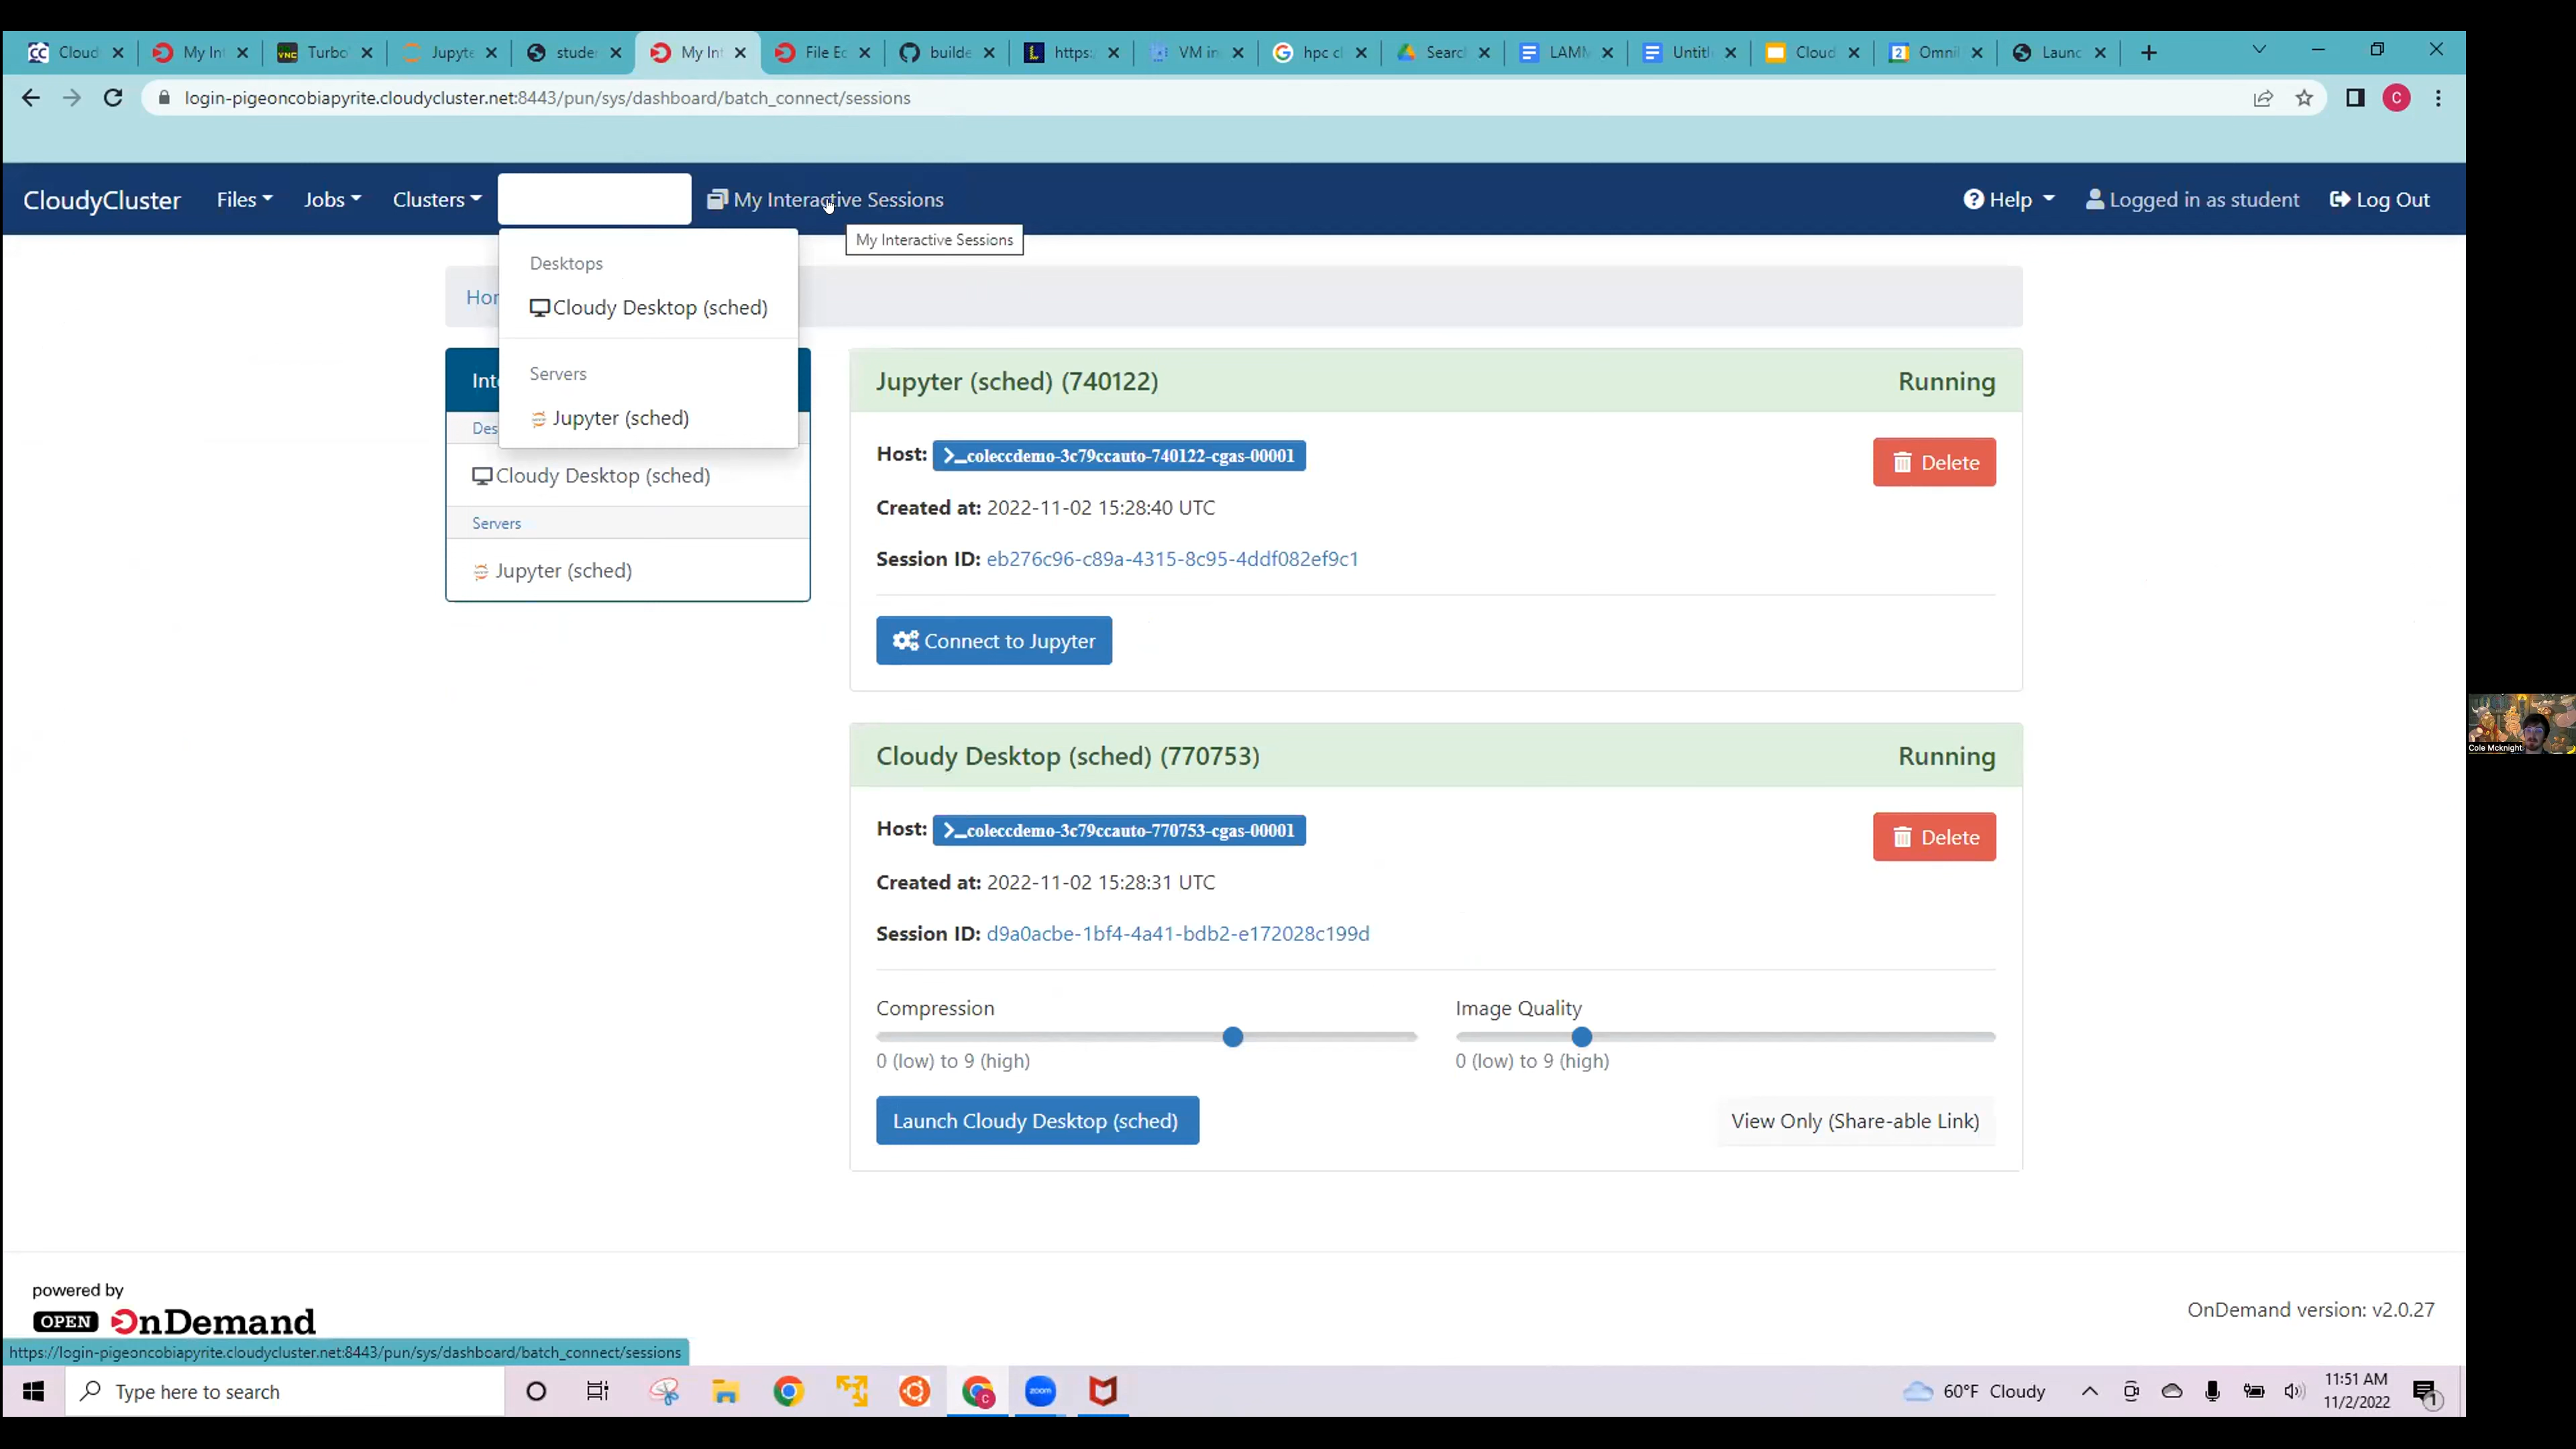 Cloud
My Int
Turbo
Jupyte
studen
My Int
File Ed
builde
https:
VM in
hpc cl
Search
LAMM
Untitl
Cloud
Omni
Launc
login-pigeoncobiapyrite.cloudycluster.net:8443/pun/sys/dashboard/batch_connect/sessions
C
CloudyCluster
Files
Jobs
Clusters
My Interactive Sessions
Help
Logged in as student
Log Out
My Interactive Sessions
Desktops
Cloudy Desktop (sched)
Servers
Jupyter (sched)
Hor
Inte
Des
Cloudy Desktop (sched)
Servers
Jupyter (sched)
Jupyter (sched) (740122)
Running
Host: >_coleccdemo-3c79ccauto-740122-cgas-00001
Delete
Created at: 2022-11-02 15:28:40 UTC
Session ID: eb276c96-c89a-4315-8c95-4ddf082ef9c1
Connect to Jupyter
Cloudy Desktop (sched) (770753)
Running
Host: >_coleccdemo-3c79ccauto-770753-cgas-00001
Delete
Created at: 2022-11-02 15:28:31 UTC
Session ID: d9a0acbe-1bf4-4a41-bdb2-e172028c199d
Compression
0 (low) to 9 (high)
Image Quality
0 (low) to 9 (high)
Launch Cloudy Desktop (sched)
View Only (Share-able Link)
Cole Mcknight
powered by
OPEN OnDemand
OnDemand version: v2.0.27
https://login-pigeoncobiapyrite.cloudycluster.net:8443/pun/sys/dashboard/batch_connect/sessions
Type here to search
zoom
60°F Cloudy
11:51 AM
11/2/2022
1